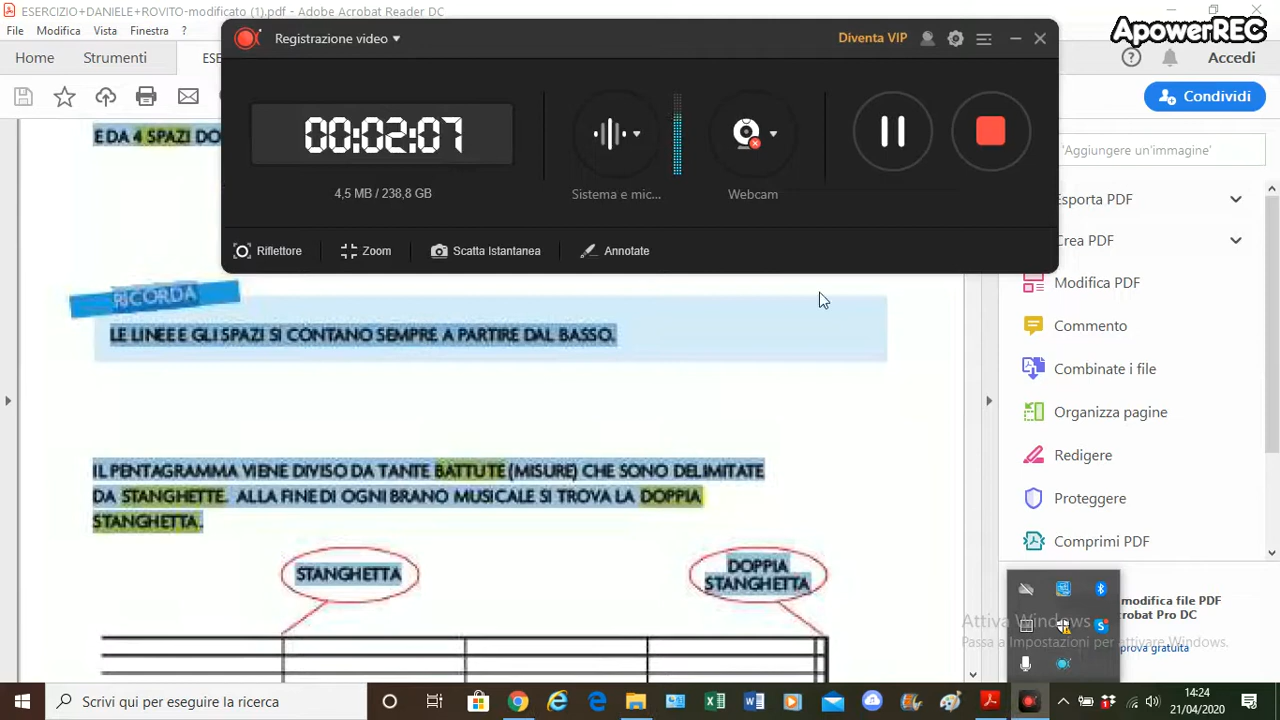 ESERCIZIO+DANIELE+ROVITO-modificato (1).pdf - Adobe Acrobat Reader DC
File Modifica Vista Finestra ?
Home Strumenti ESE
Accedi
Condividi
ApowerREC
Registrazione video
Diventa VIP
00:02:07
4,5 MB / 238,8 GB
Sistema e mic...
Webcam
Riflettore Zoom Scatta Istantanea Annotate
E DA 4 SPAZI DO
RICORDA
LE LINEE E GLI SPAZI SI CONTANO SEMPRE A PARTIRE DAL BASSO.
IL PENTAGRAMMA VIENE DIVISO DA TANTE BATTUTE (MISURE) CHE SONO DELIMITATE
DA STANGHETTE. ALLA FINE DI OGNI BRANO MUSICALE SI TROVA LA DOPPIA
STANGHETTA.
STANGHETTA
DOPPIA
STANGHETTA
'Aggiungere un'immagine'
Esporta PDF
Crea PDF
Modifica PDF
Commento
Combinate i file
Organizza pagine
Redigere
Proteggere
Comprimi PDF
modifica file PDF
crobat Pro DC
prova gratuita
Attiva Windows
Passa a Impostazioni per attivare Windows.
Scrivi qui per eseguire la ricerca
14:24
21/04/2020